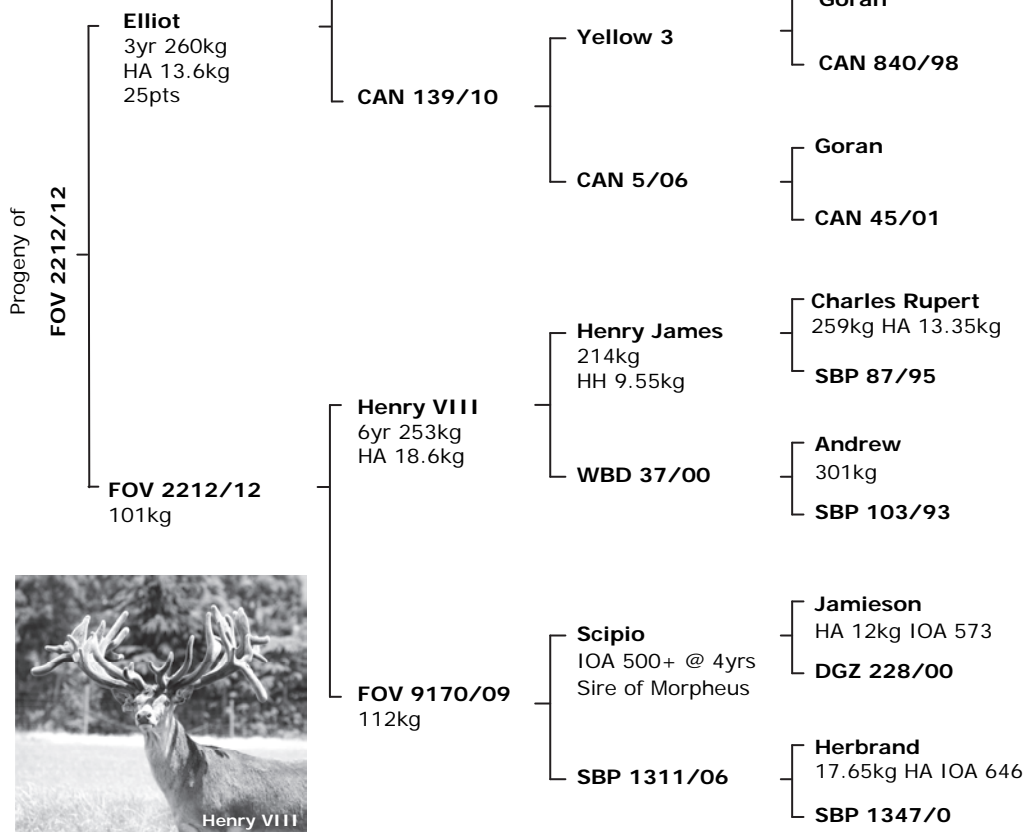 Goran
Elliot
3yr 260kg
HA 13.6kg
25pts
Yellow 3
CAN 840/98
CAN 139/10
Goran
CAN 5/06
CAN 45/01
Progeny of
FOV 2212/12
Charles Rupert
259kg HA 13.35kg
Henry James
214kg
HH 9.55kg
SBP 87/95
Henry VIII
6yr 253kg
HA 18.6kg
Andrew
301kg
WBD 37/00
SBP 103/93
FOV 2212/12
101kg
Jamieson
HA 12kg IOA 573
Scipio
IOA 500+ @ 4yrs
Sire of Morpheus
DGZ 228/00
FOV 9170/09
112kg
Herbrand
17.65kg HA IOA 646
SBP 1311/06
SBP 1347/0
Henry VIII